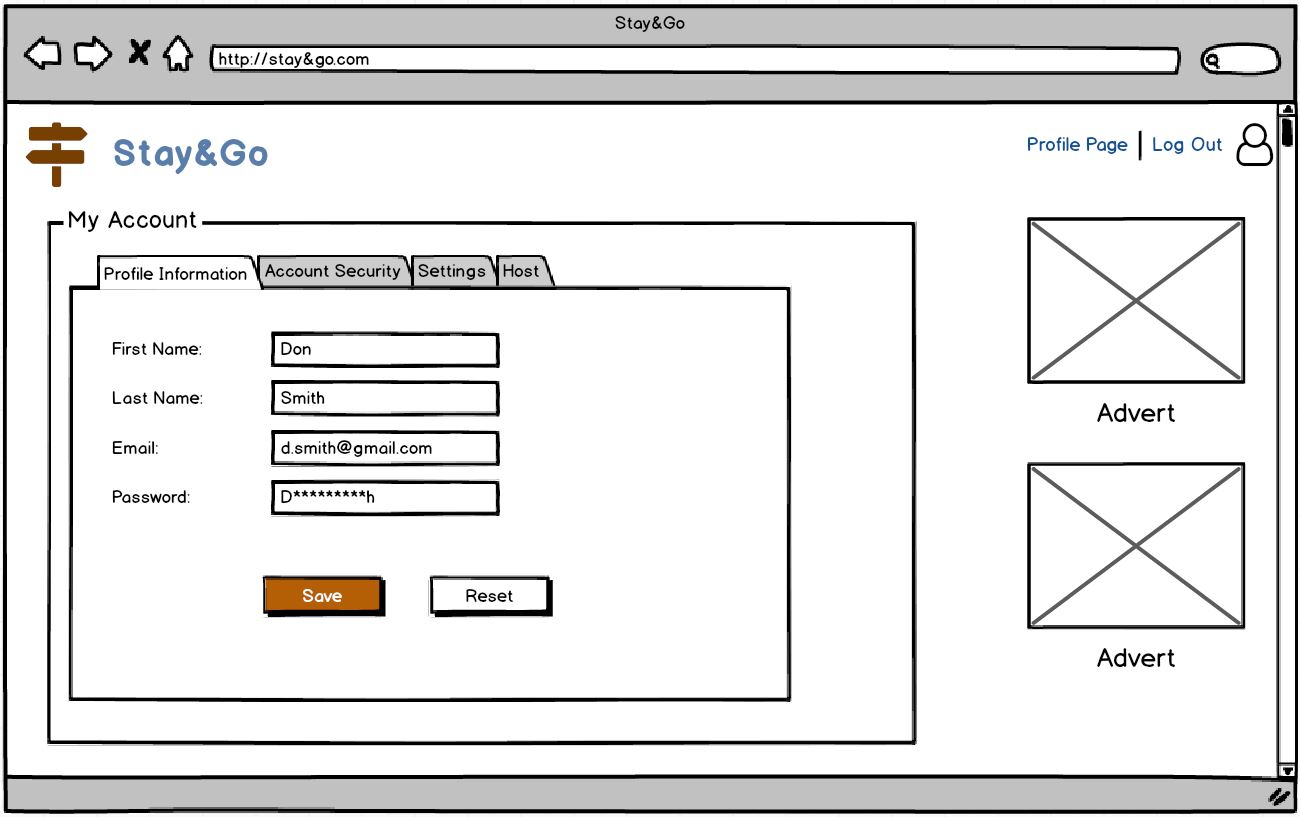 Stay&Go
http://stay&go.com
Stay&Go
Profile Page | Log Out
My Account
Profile Information Account Security Settings Host
First Name: Don
Last Name: Smith
Email: d.smith@gmail.com
Password: D*********h
Save Reset
Advert
Advert